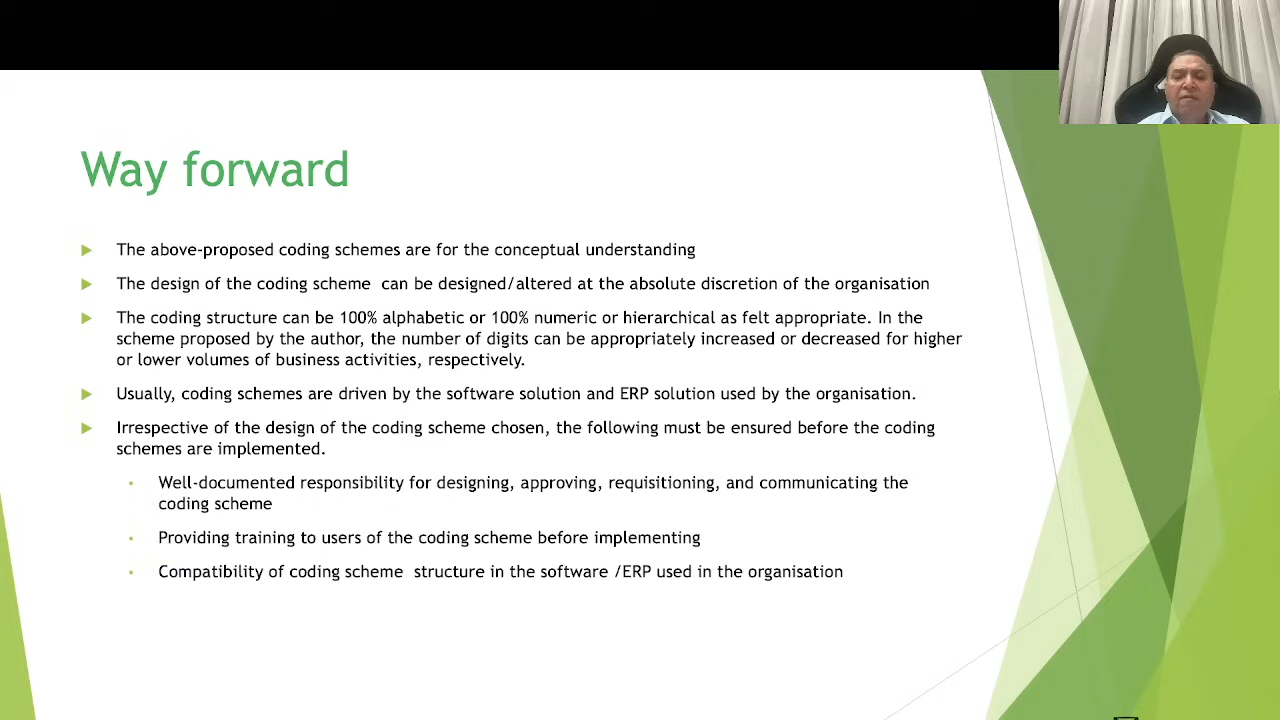 Way forward
The above-proposed coding schemes are for the conceptual understanding
The design of the coding scheme can be designed/altered at the absolute discretion of the organisation
The coding structure can be 100% alphabetic or 100% numeric or hierarchical as felt appropriate. In the
scheme proposed by the author, the number of digits can be appropriately increased or decreased for higher
or lower volumes of business activities, respectively.
Usually, coding schemes are driven by the software solution and ERP solution used by the organisation.
Irrespective of the design of the coding scheme chosen, the following must be ensured before the coding
schemes are implemented.
Well-documented responsibility for designing, approving, requisitioning, and communicating the
coding scheme
Providing training to users of the coding scheme before implementing
Compatibility of coding scheme structure in the software /ERP used in the organisation